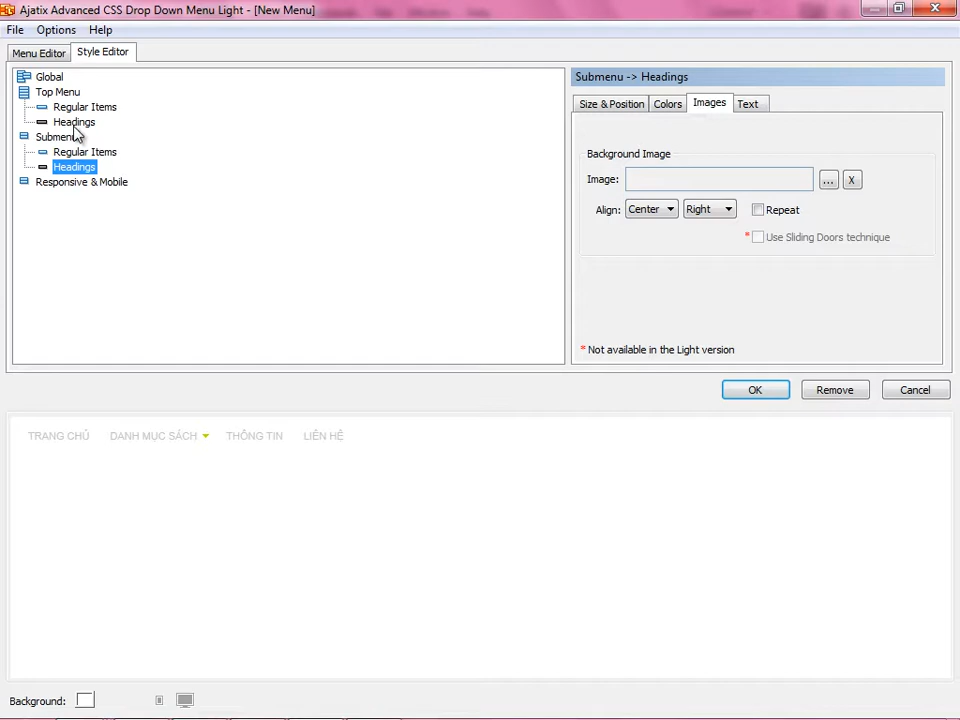 Ajatix Advanced CSS Drop Down Menu Light - [New Menu]
File Options Help
Menu Editor Style Editor
Global
Top Menu
Regular Items
Headings
Submenu
Regular Items
Headings
Responsive & Mobile
Submenu -> Headings
Size & Position Colors Images Text
Background Image
Image: ... X
Align: Center Right Repeat
* Use Sliding Doors technique
* Not available in the Light version
OK Remove Cancel
TRANG CHỦ DANH MỤC SÁCH THÔNG TIN LIÊN HỆ
Background: